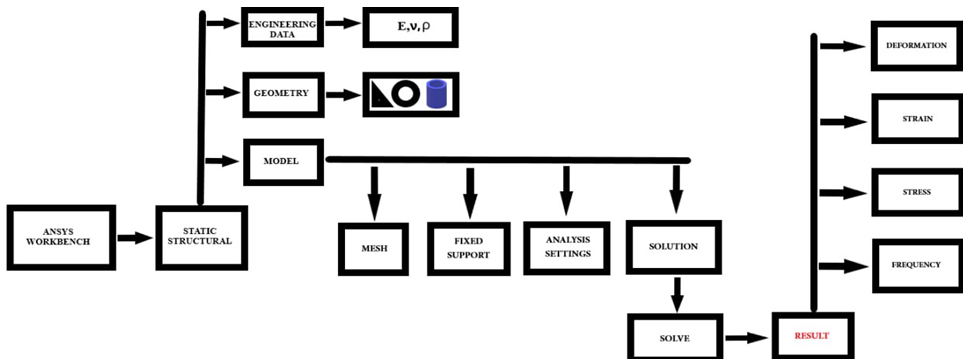 ENGINEERING
DATA
E,ν,ρ
GEOMETRY
MODEL
ANSYS
WORKBENCH
STATIC
STRUCTURAL
MESH
FIXED
SUPPORT
ANALYSIS
SETTINGS
SOLUTION
SOLVE
RESULT
DEFORMATION
STRAIN
STRESS
FREQUENCY